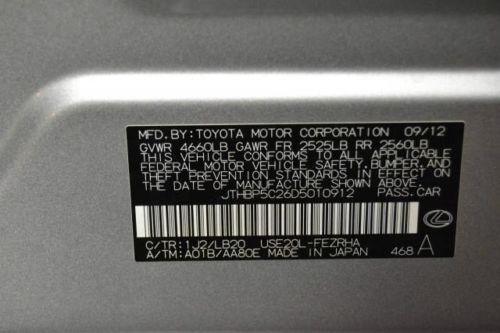 MFD.BY:TOYOTA MOTOR CORPORATION 09/12
GVWR 4660LB GAWR FR 2525LB RR 2560LB
THIS VEHICLE CONFORMS TO ALL APPLICABLE
FEDERAL MOTOR VEHICLE SAFETY,BUMPER,AND
THEFT PREVENTION STANDARDS IN EFFECT ON
THE DATE OF MANUFACTURE SHOWN ABOVE.
JTHBP5C26D5010912 PASS.CAR
C/TR:1J2/LB20 USE20L-FEZRHA
A/TM:A01B/AA80E MADE IN JAPAN 468 A